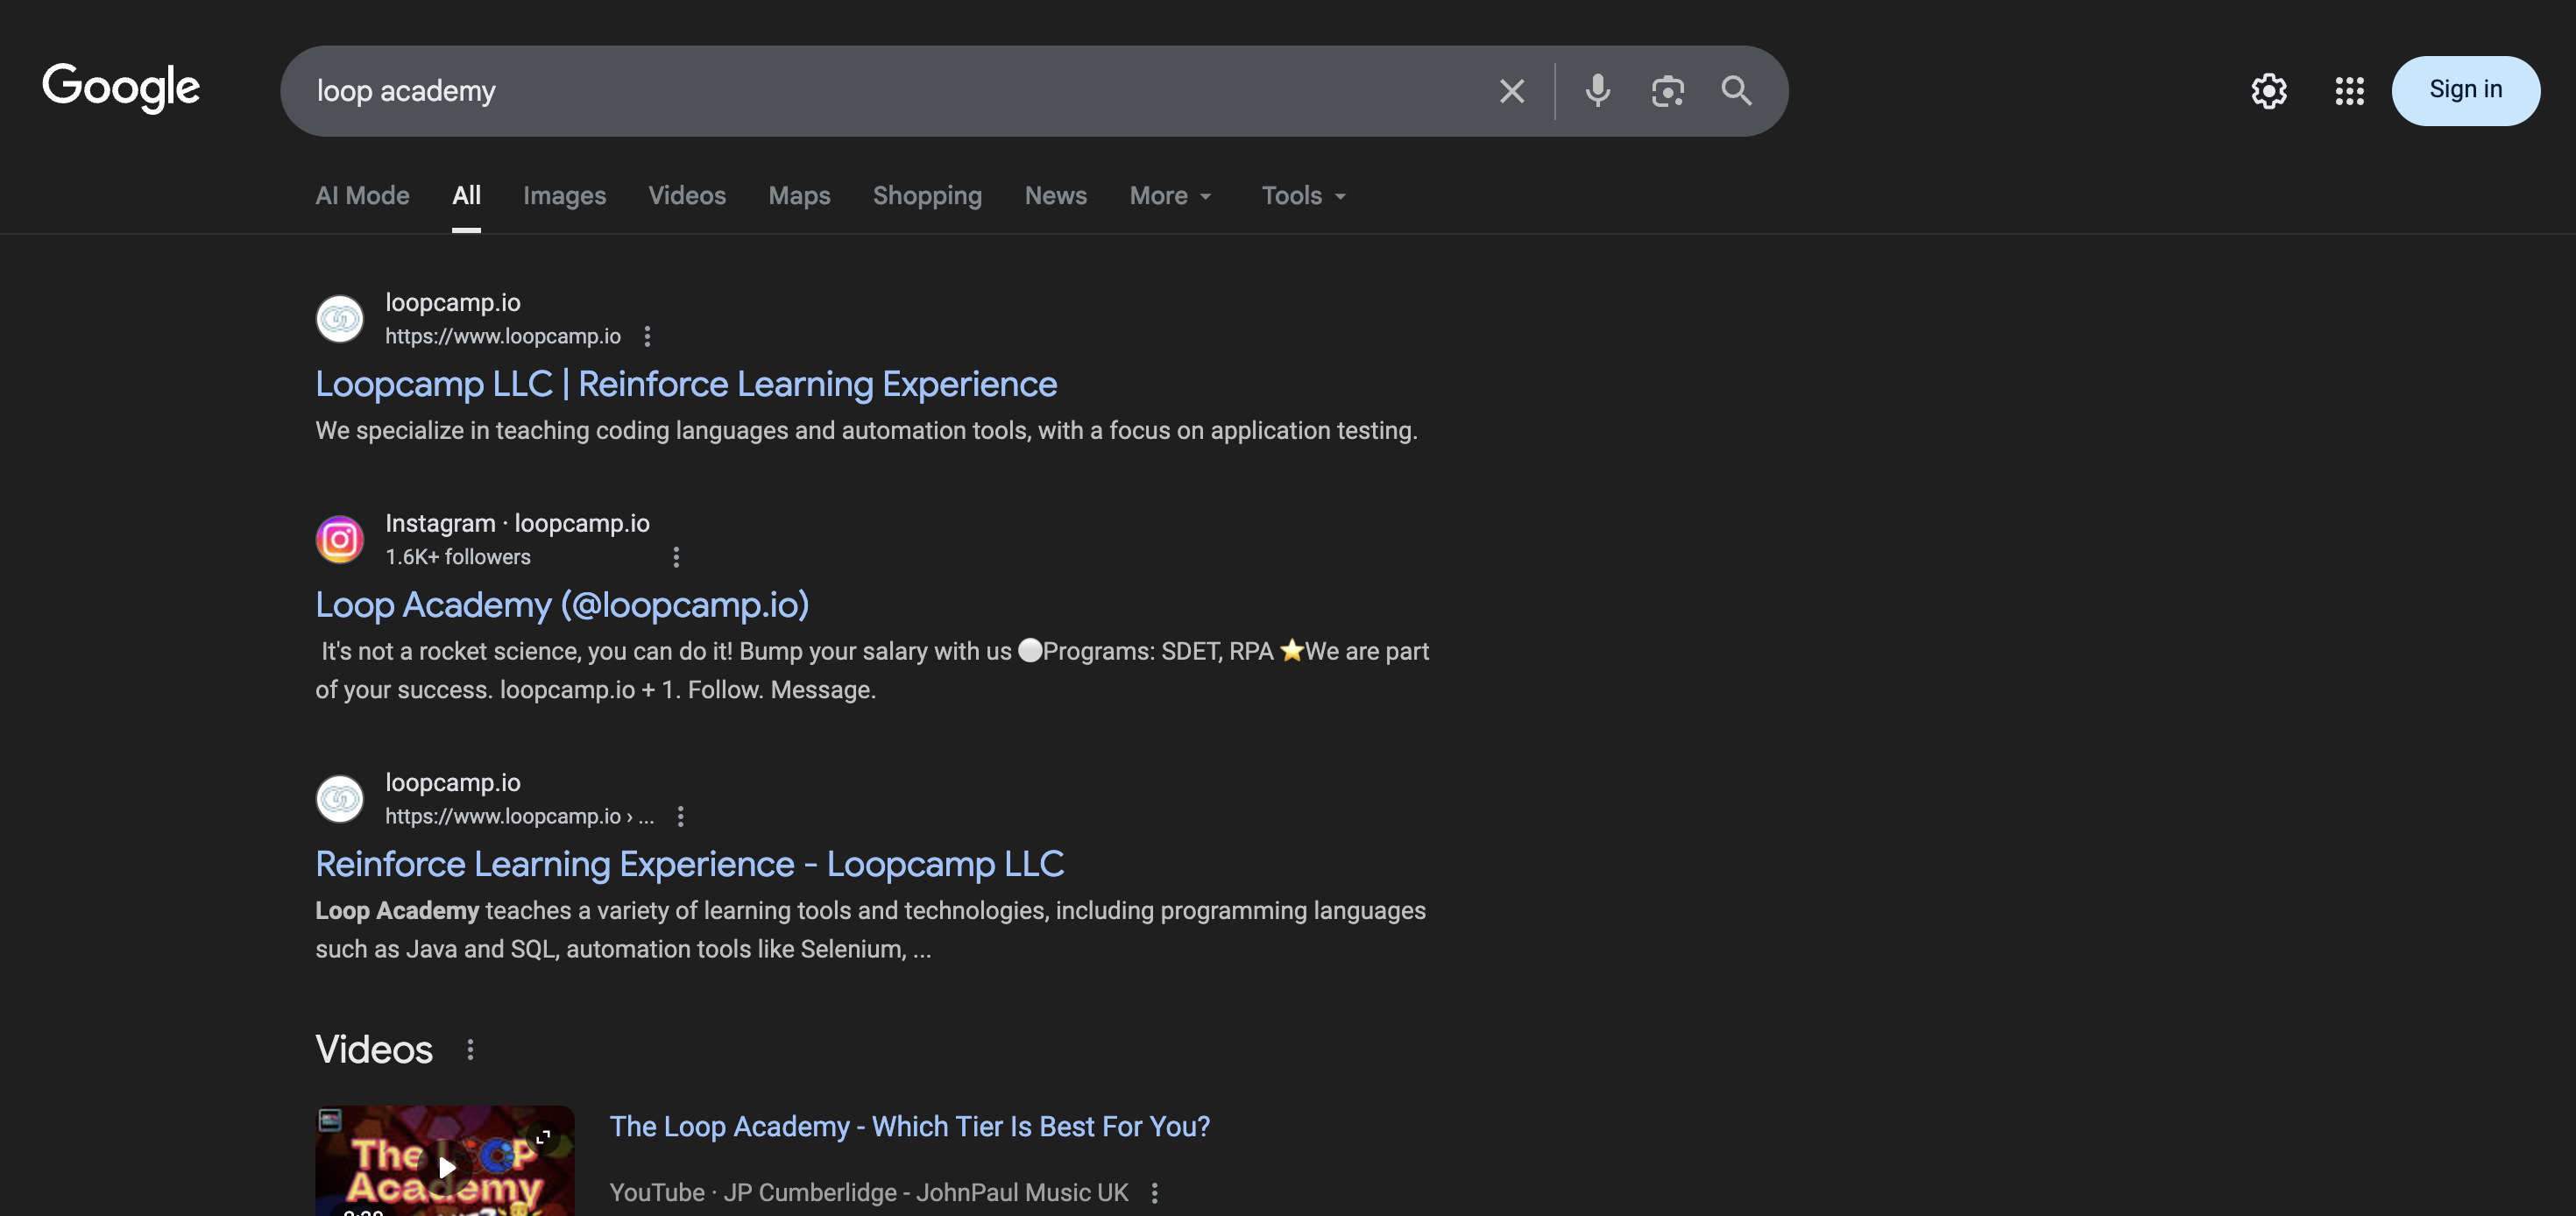 Google
loop academy
Sign in
AI Mode
All
Images
Videos
Maps
Shopping
News
More
Tools
loopcamp.io
https://www.loopcamp.io
Loopcamp LLC | Reinforce Learning Experience
We specialize in teaching coding languages and automation tools, with a focus on application testing.
Instagram · loopcamp.io
1.6K+ followers
Loop Academy (@loopcamp.io)
It's not a rocket science, you can do it! Bump your salary with us ⚪Programs: SDET, RPA ⭐We are part
of your success. loopcamp.io + 1. Follow. Message.
loopcamp.io
https://www.loopcamp.io › ...
Reinforce Learning Experience - Loopcamp LLC
Loop Academy teaches a variety of learning tools and technologies, including programming languages
such as Java and SQL, automation tools like Selenium, ...
Videos
The LOOP
Academy
The Loop Academy - Which Tier Is Best For You?
YouTube · JP Cumberlidge - JohnPaul Music UK